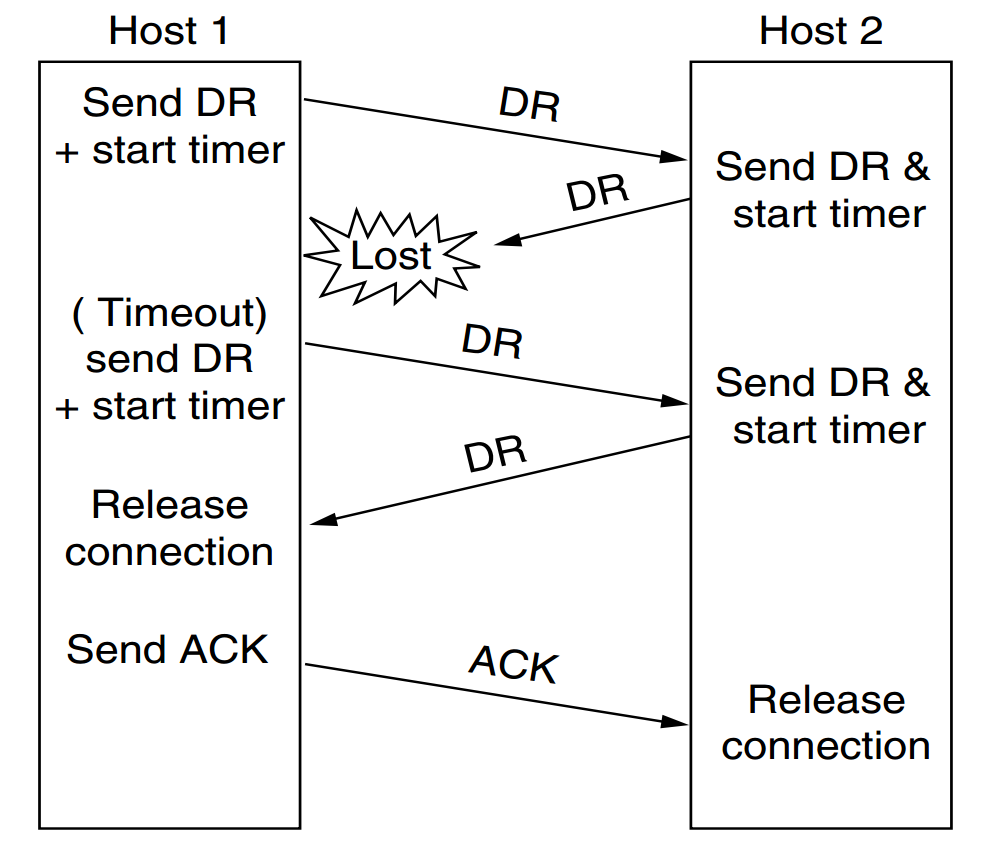 Host 1
Host 2
Send DR
+ start timer
DR
Send DR &
start timer
DR
Lost
( Timeout)
send DR
+ start timer
DR
Send DR &
start timer
DR
Release
connection
Send ACK
ACK
Release
connection